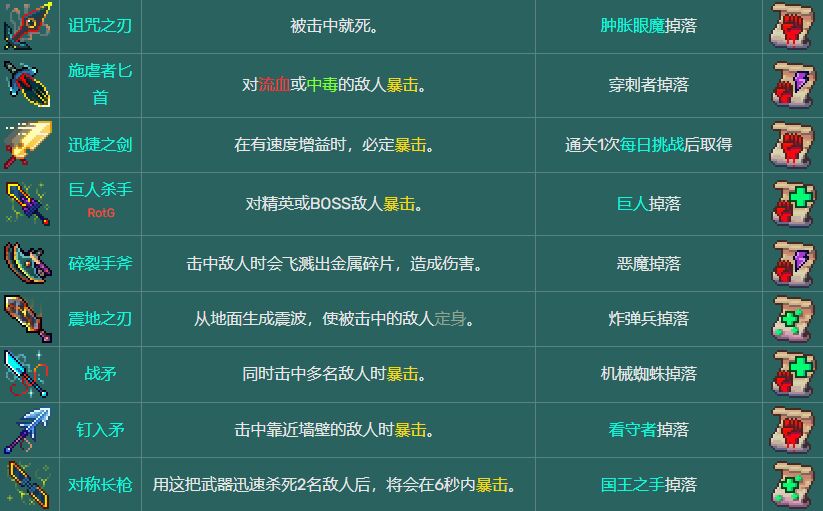 诅咒之刃 被击中就死。 肿胀眼魔掉落
施虐者匕首 对流血或中毒的敌人暴击。 穿刺者掉落
迅捷之剑 在有速度增益时，必定暴击。 通关1次每日挑战后取得
巨人杀手
RotG
对精英或BOSS敌人暴击。 巨人掉落
碎裂手斧 击中敌人时会飞溅出金属碎片，造成伤害。 恶魔掉落
震地之刃 从地面生成震波，使被击中的敌人定身。 炸弹兵掉落
战矛 同时击中多名敌人时暴击。 机械蜘蛛掉落
钉入矛 击中靠近墙壁的敌人时暴击。 看守者掉落
对称长枪 用这把武器迅速杀死2名敌人后，将会在6秒内暴击。 国王之手掉落